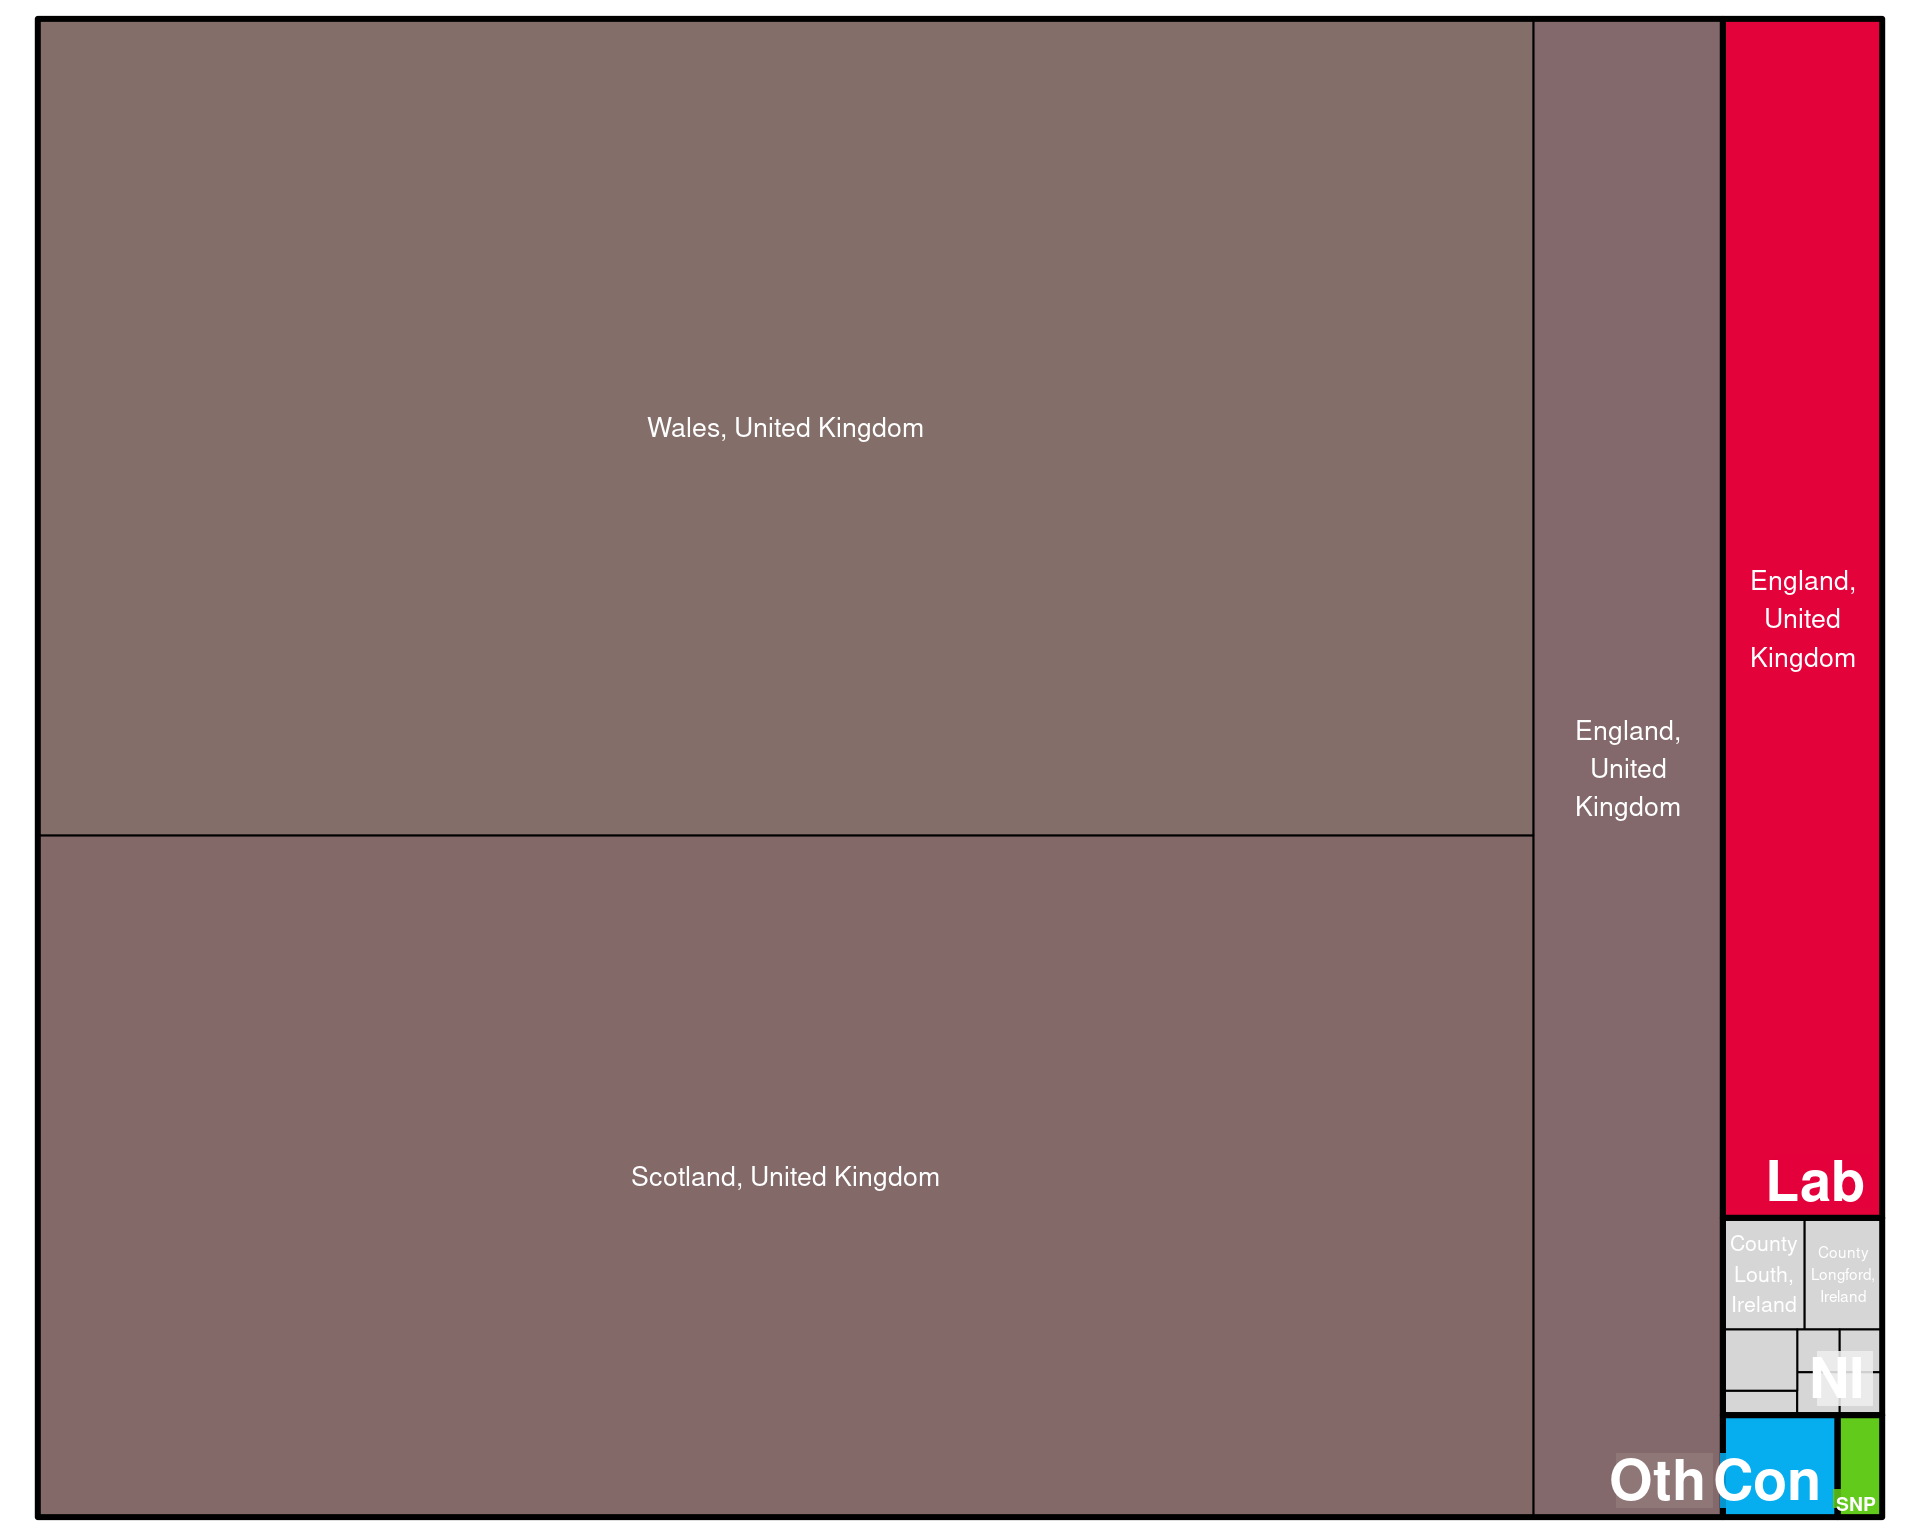 Wales, United Kingdom
England,
United
Kingdom
England,
United
Kingdom
Scotland, United Kingdom
Lab
County
Louth,
Ireland
County
Longford,
Ireland
NI
Oth
Con
SNP